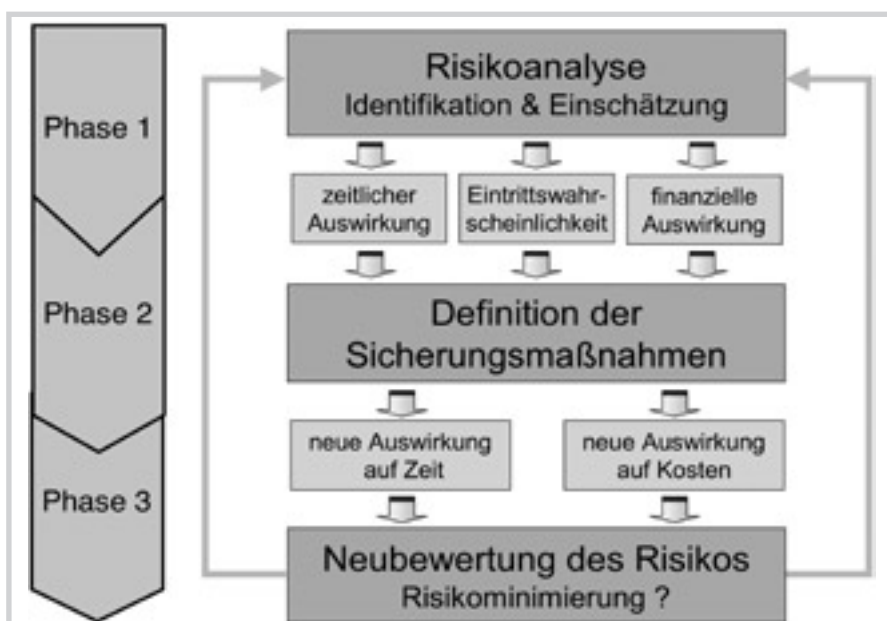 Phase 1
Risikoanalyse
Identifikation & Einschätzung
zeitlicher
Auswirkung
Eintrittswahr-
scheinlichkeit
finanzielle
Auswirkung
Phase 2
Definition der
Sicherungsmaßnahmen
neue Auswirkung
auf Zeit
neue Auswirkung
auf Kosten
Phase 3
Neubewertung des Risikos
Risikominimierung ?